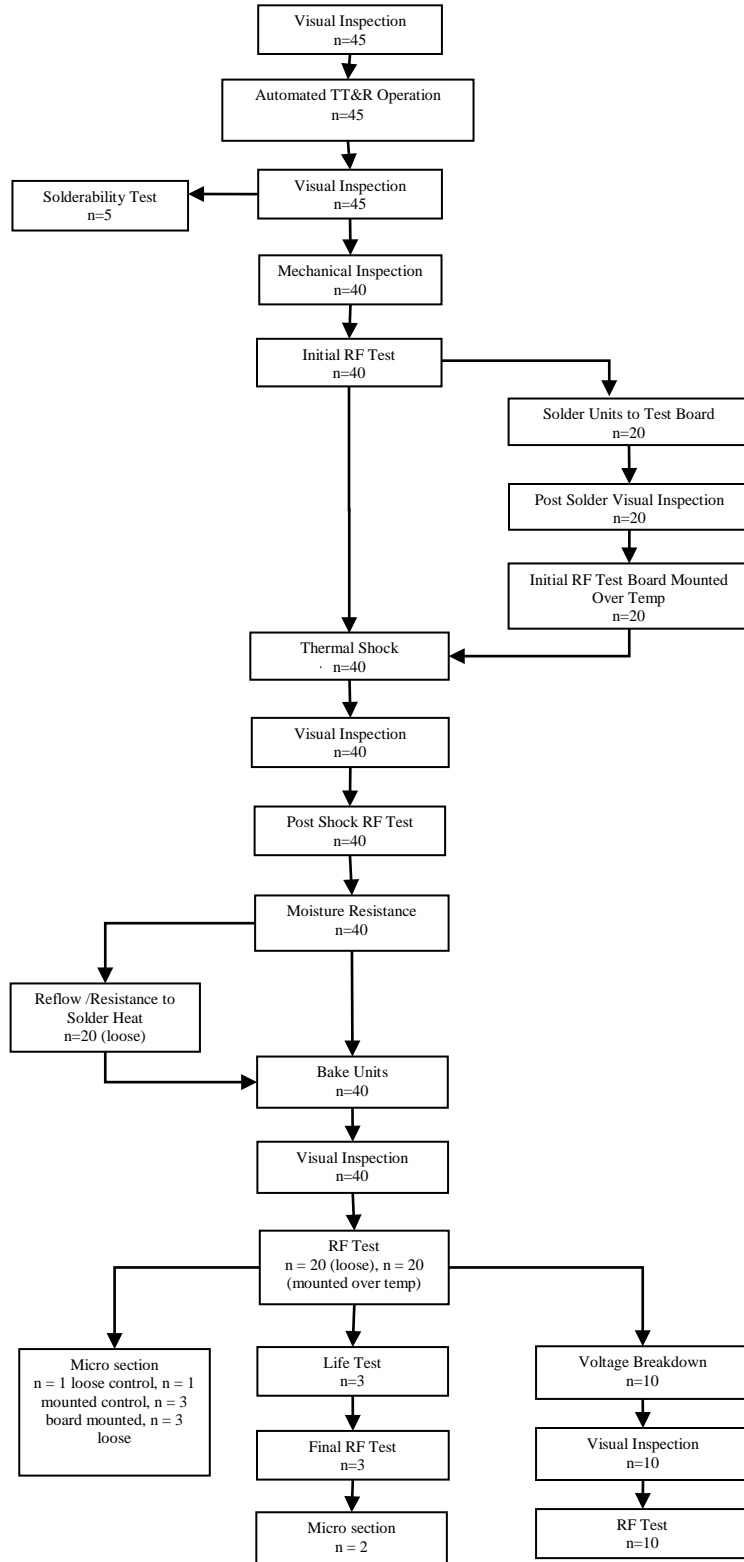 Visual Inspection
n=45
Automated TT&R Operation
n=45
Visual Inspection
n=45
Solderability Test
n=5
Mechanical Inspection
n=40
Initial RF Test
n=40
Solder Units to Test Board
n=20
Post Solder Visual Inspection
n=20
Initial RF Test Board Mounted
Over Temp
n=20
Thermal Shock
· n=40
Visual Inspection
n=40
Post Shock RF Test
n=40
Moisture Resistance
n=40
Reflow /Resistance to
Solder Heat
n=20 (loose)
Bake Units
n=40
Visual Inspection
n=40
RF Test
n = 20 (loose), n = 20
(mounted over temp)
Micro section
n = 1 loose control, n = 1
mounted control, n = 3
board mounted, n = 3
loose
Life Test
n=3
Final RF Test
n=3
Micro section
n = 2
Voltage Breakdown
n=10
Visual Inspection
n=10
RF Test
n=10